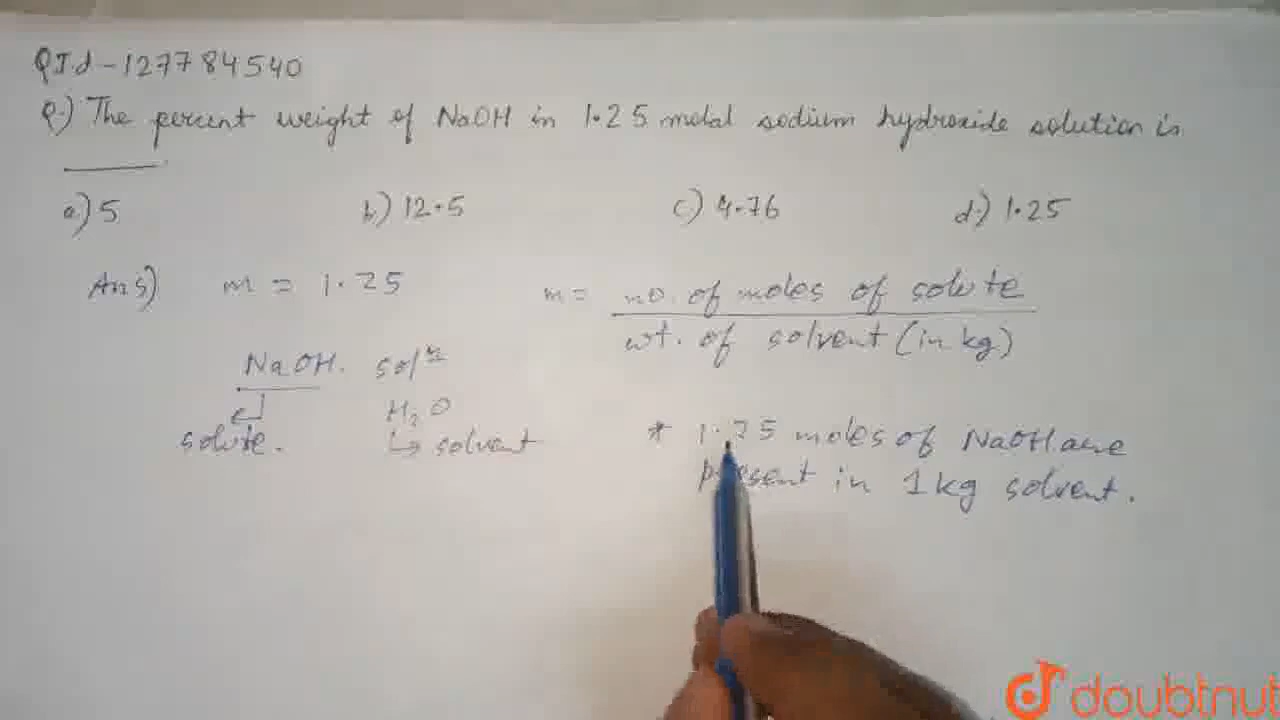 QId - 127784540
Q.) The percent weight of NaOH in 1.25 molal sodium hydroxide solution is
a.) 5 b.) 12.5 c.) 4.76 d.) 1.25
Ans) m = 1.25 m = no. of moles of solute
wt. of solvent (in kg)
NaOH. solⁿ
H₂O
solute. ↳ solvent
* 1.25 moles of NaOH are
present in 1kg solvent.
doubtnut